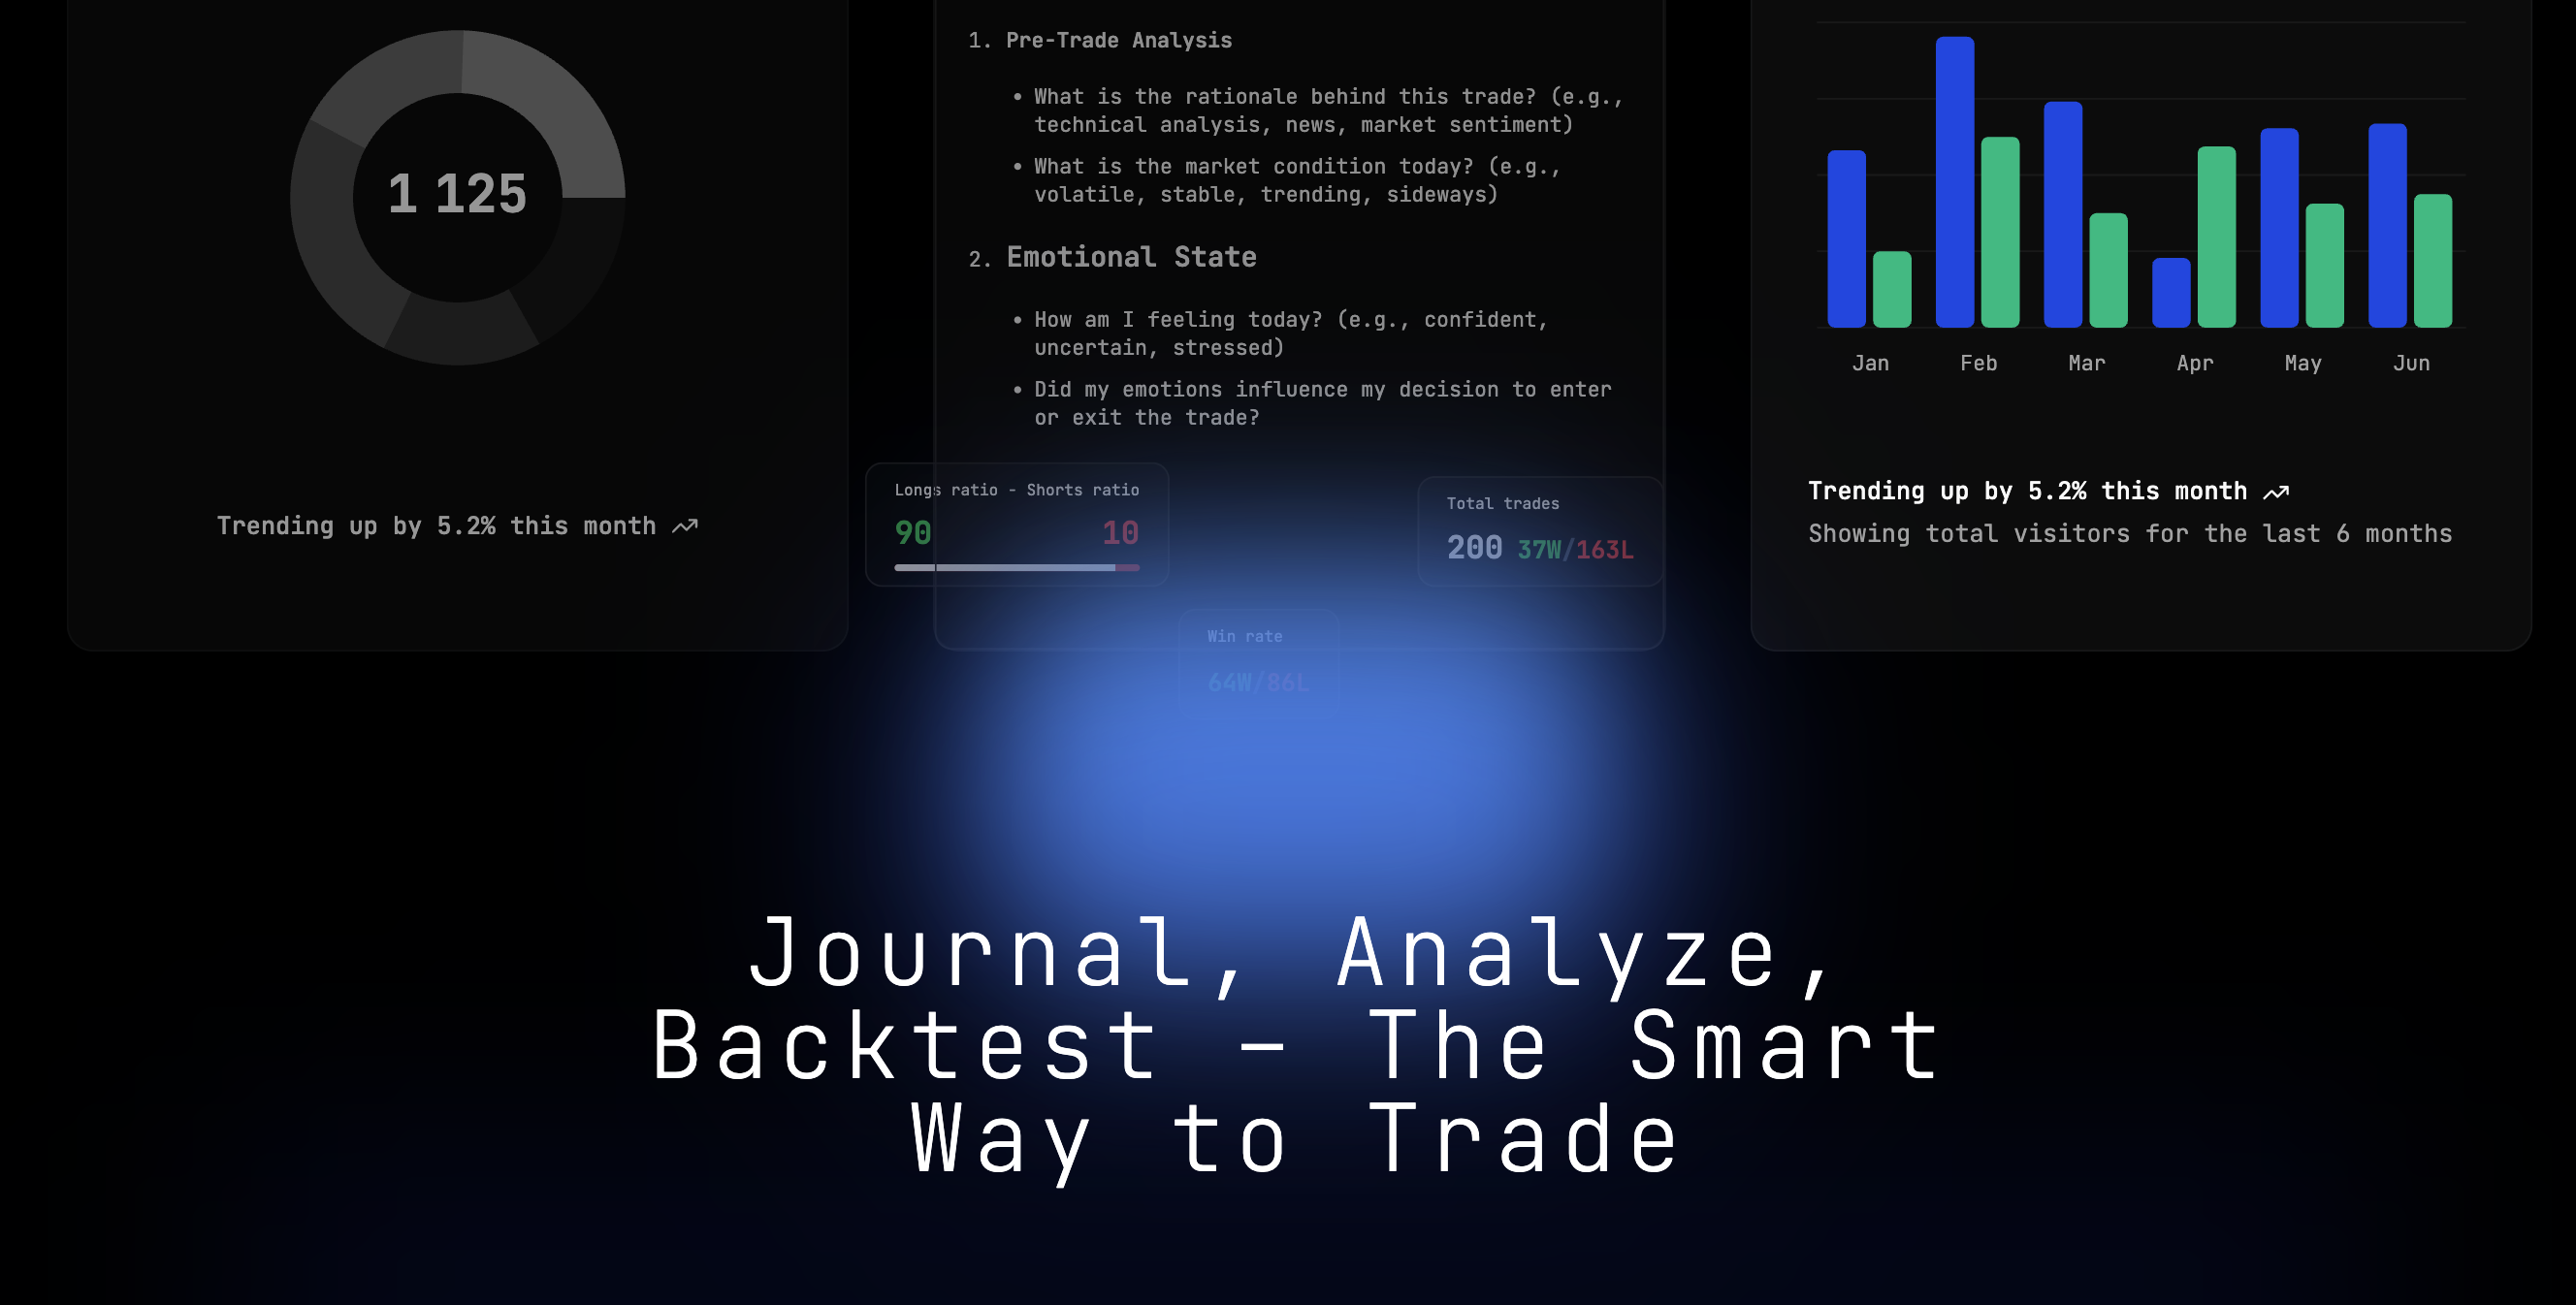 1 125
Trending up by 5.2% this month
1. Pre-Trade Analysis
• What is the rationale behind this trade? (e.g.,
technical analysis, news, market sentiment)
• What is the market condition today? (e.g.,
volatile, stable, trending, sideways)
2. Emotional State
• How am I feeling today? (e.g., confident,
uncertain, stressed)
• Did my emotions influence my decision to enter
or exit the trade?
Longs ratio - Shorts ratio
90 10
Total trades
200 37W/163L
Win rate
64W/86L
Jan Feb Mar Apr May Jun
Trending up by 5.2% this month
Showing total visitors for the last 6 months
Journal, Analyze,
Backtest – The Smart
Way to Trade